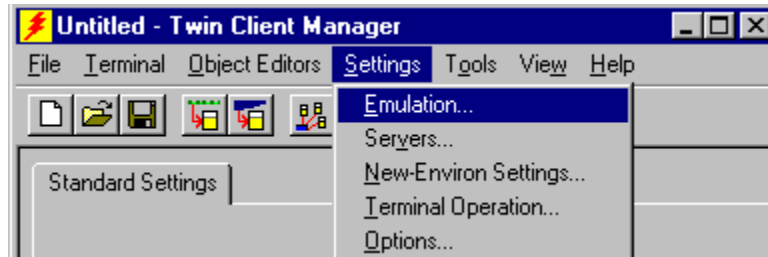 Untitled - Twin Client Manager
File Terminal Object Editors Settings Tools View Help
Emulation...
Servers...
Standard Settings
New-Environ Settings...
Terminal Operation...
Options...